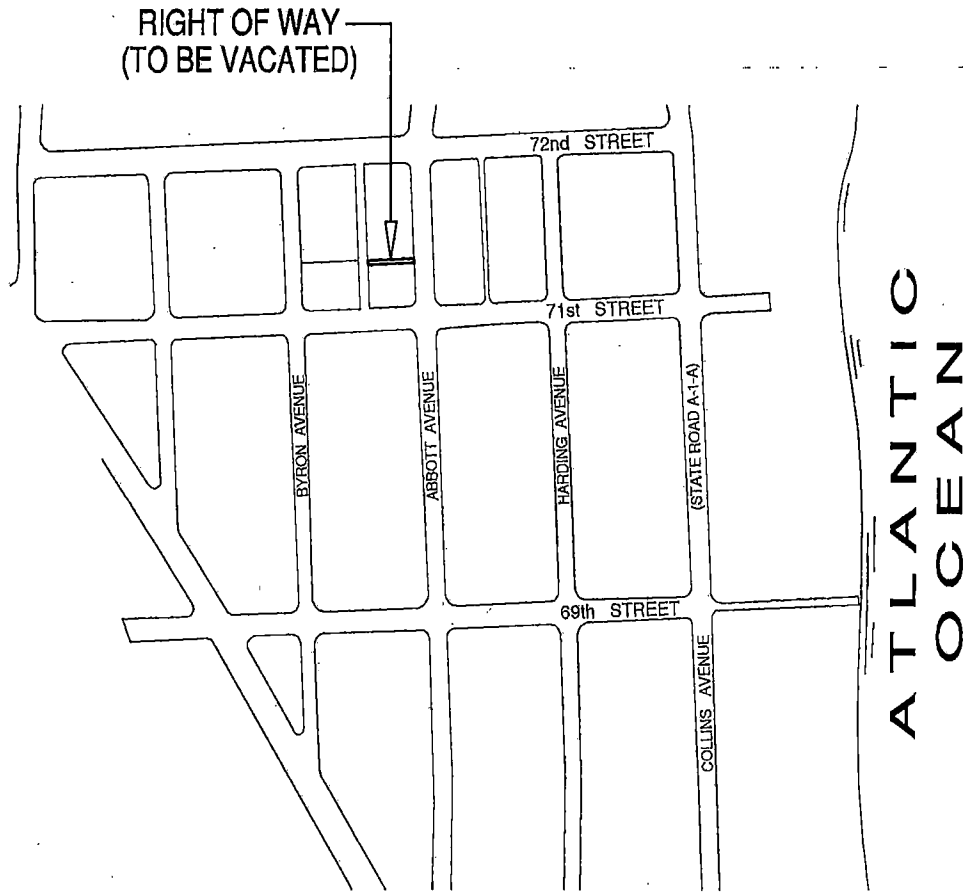 RIGHT OF WAY
(TO BE VACATED)
72nd STREET
71st STREET
BYRON AVENUE
ABBOTT AVENUE
HARDING AVENUE
(STATE ROAD A-1-A)
69th STREET
COLLINS AVENUE
ATLANTIC
OCEAN